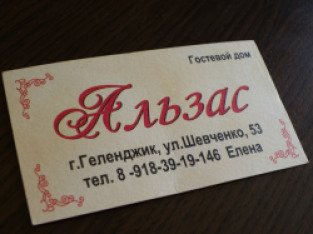 Гостевой дом
Альзас
г.Геленджик, ул.Шевченко, 53
тел. 8 -918-39-19-146 Елена